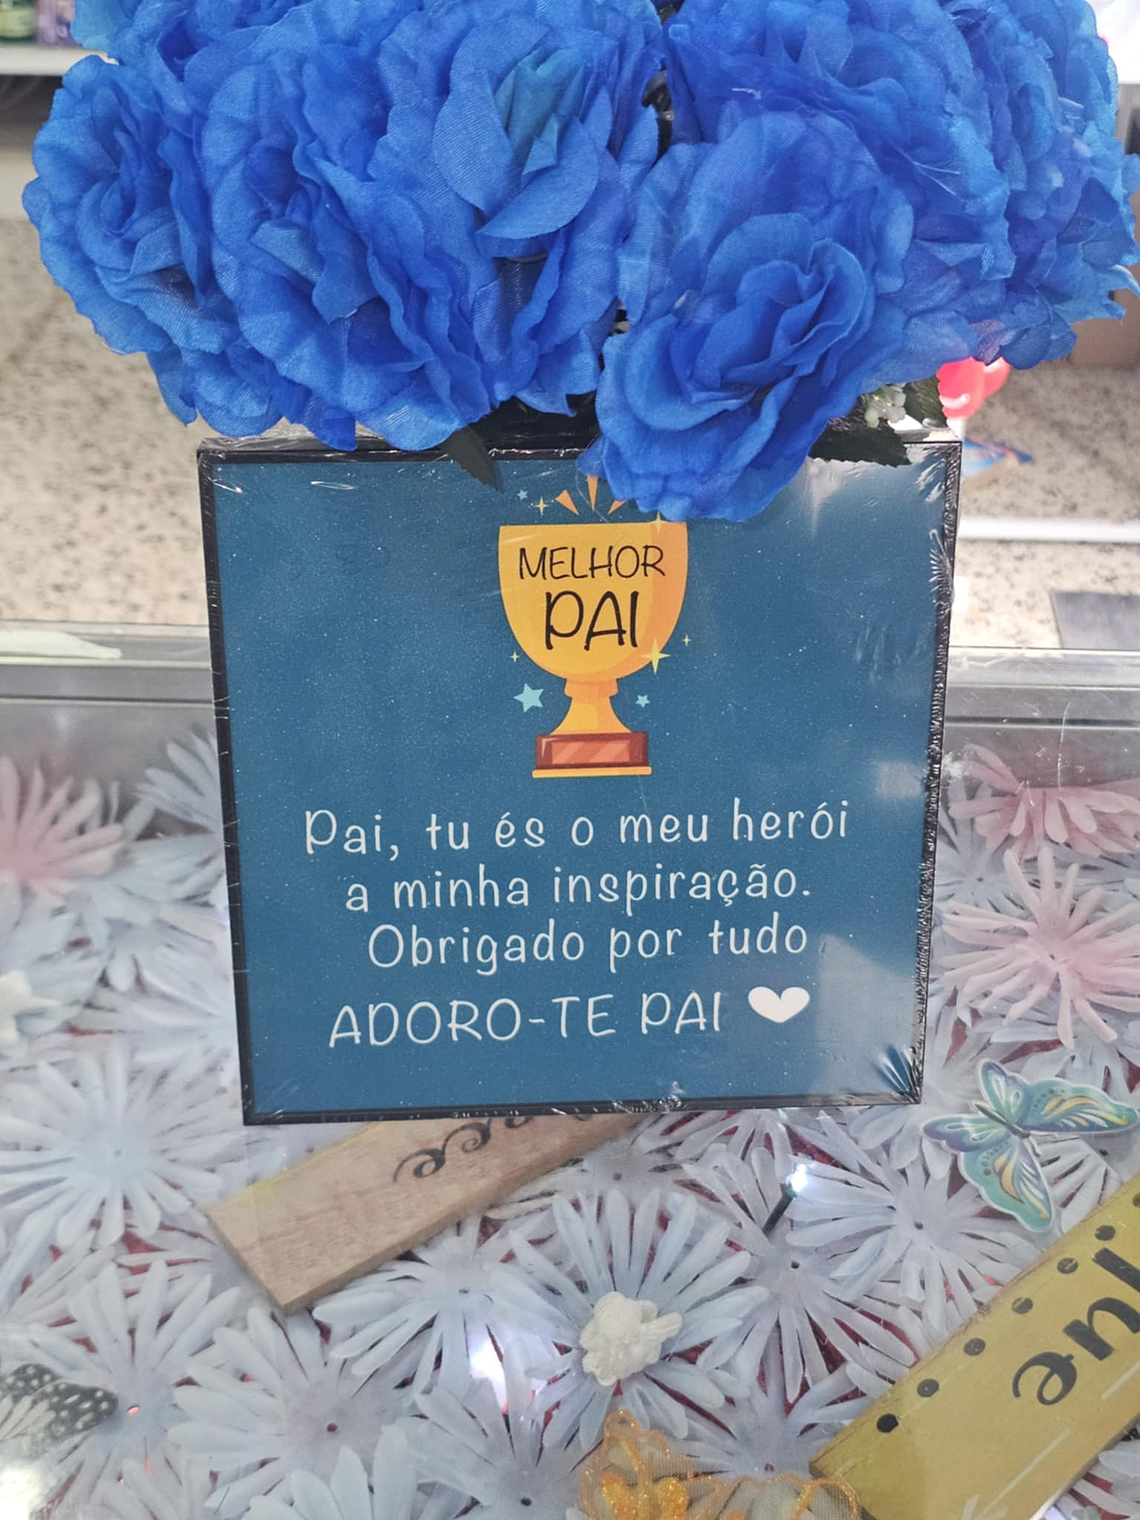 MELHOR
PAI
Pai, tu és o meu herói
a minha inspiração.
Obrigado por tudo
ADORO-TE PAI